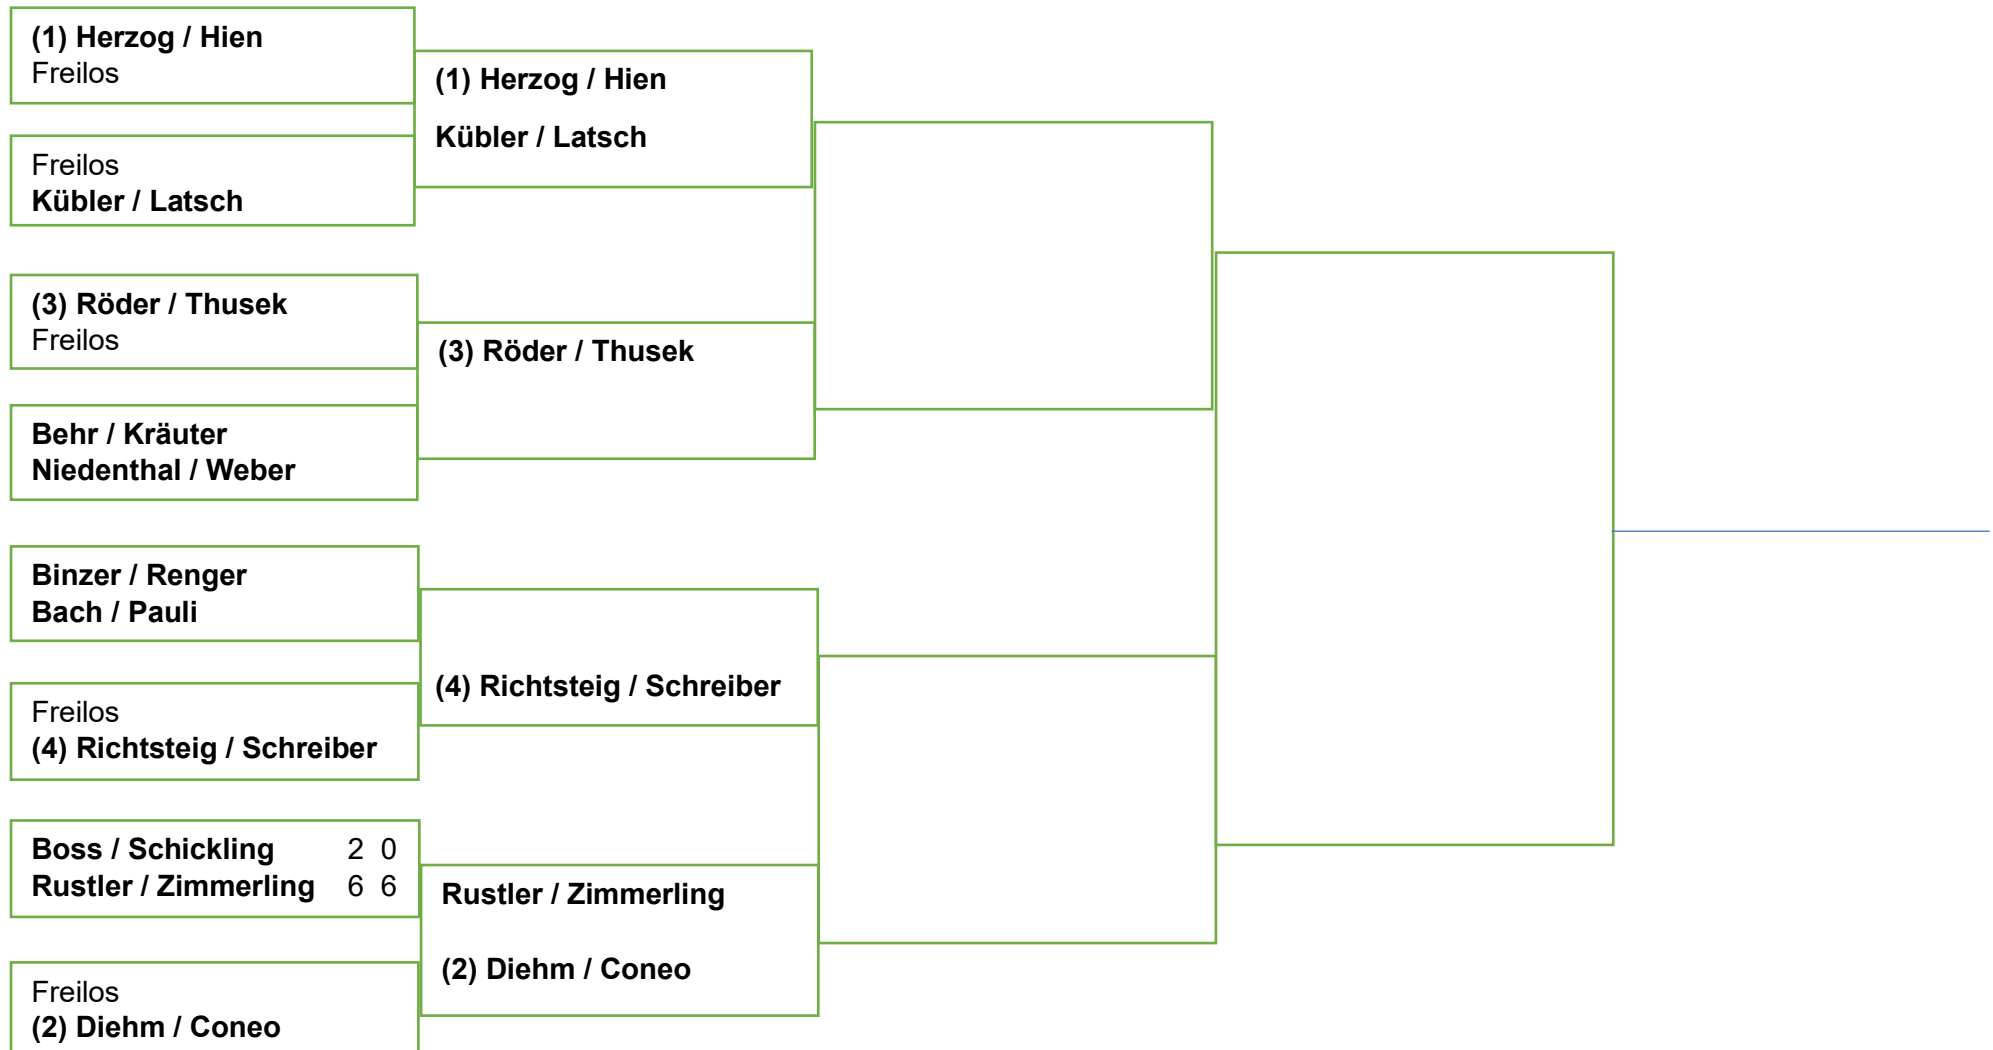 (1) Herzog / Hien
Freilos
Freilos
Kübler / Latsch
(3) Röder / Thusek
Freilos
Behr / Kräuter
Niedenthal / Weber
Binzer / Renger
Bach / Pauli
Freilos
(4) Richtsteig / Schreiber
Boss / Schickling 2 0
Rustler / Zimmerling 6 6
Freilos
(2) Diehm / Coneo
(1) Herzog / Hien
Kübler / Latsch
(3) Röder / Thusek
(4) Richtsteig / Schreiber
Rustler / Zimmerling
(2) Diehm / Coneo